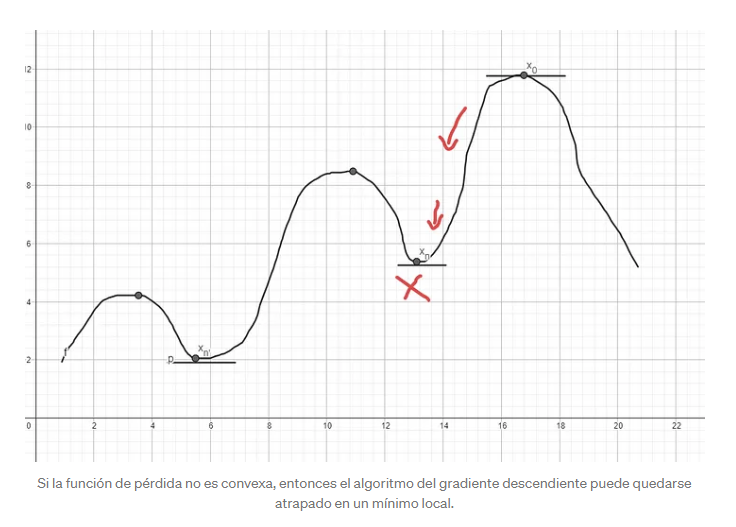 12
x0
10
8
6
xn
4
f
p
xn'
2
0 2 4 6 8 10 12 14 16 18 20 22
Si la función de pérdida no es convexa, entonces el algoritmo del gradiente descendiente puede quedarse
atrapado en un mínimo local.